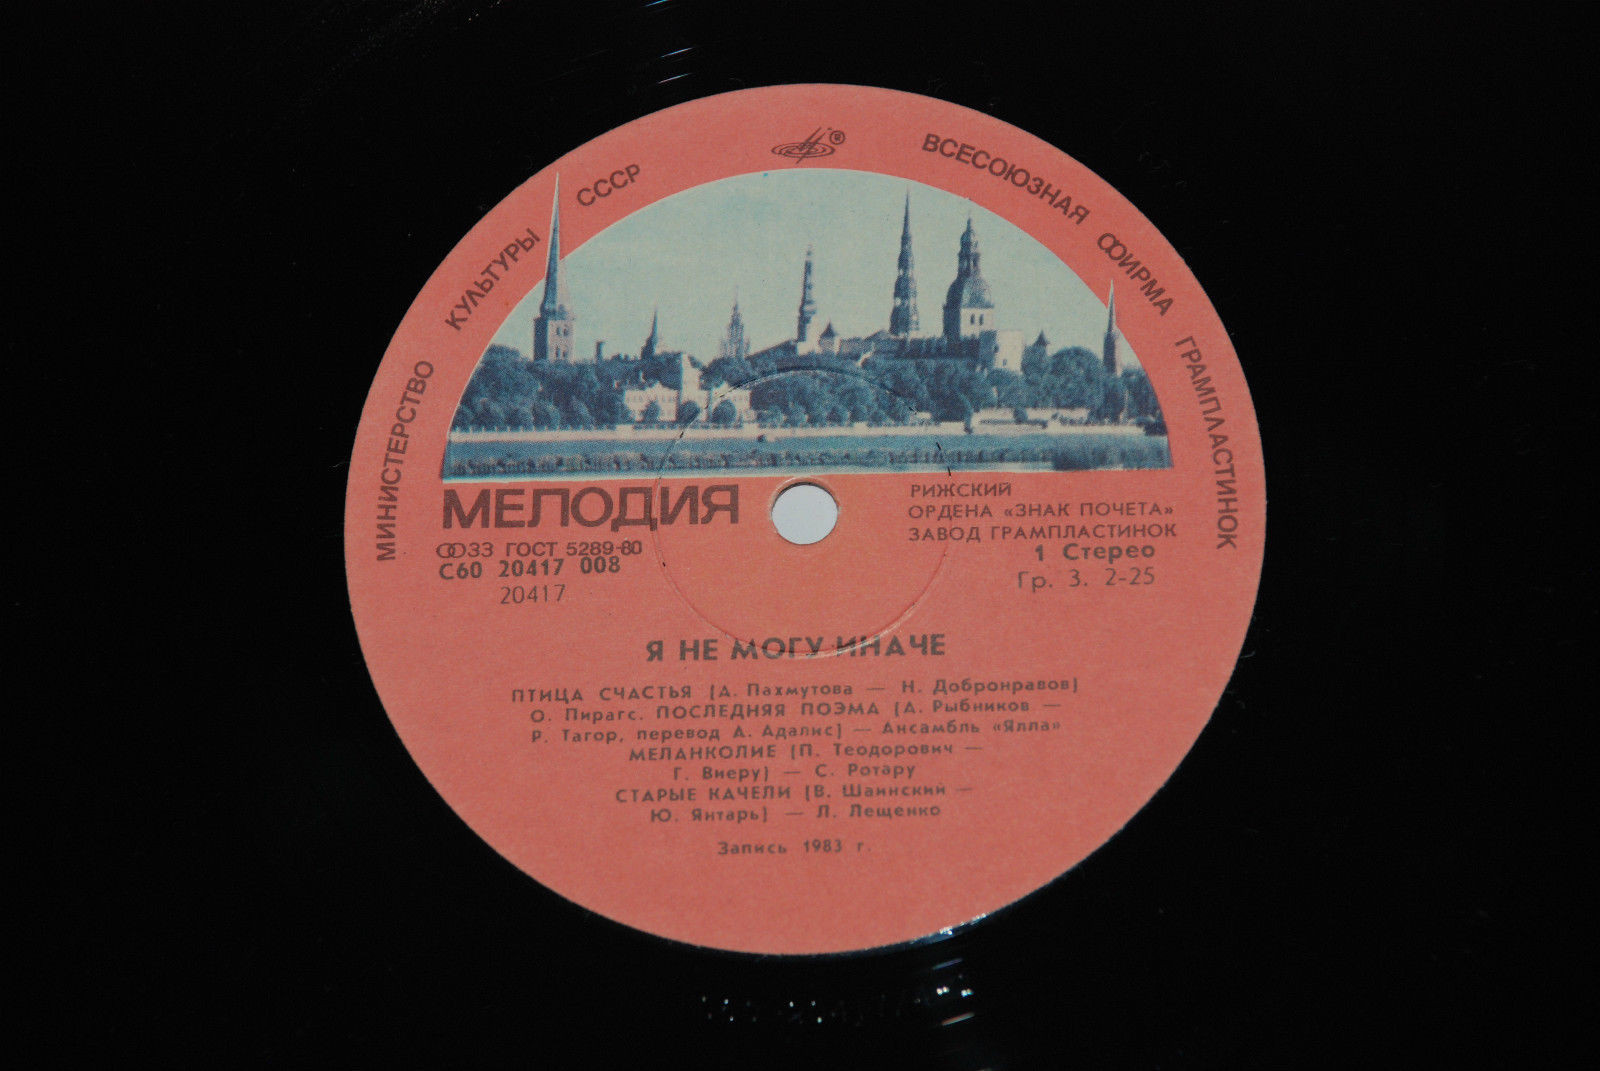 МИНИСТЕРСТВО КУЛЬТУРЫ СССР
ВСЕСОЮЗНАЯ ФИРМА ГРАМПЛАСТИНОК
МЕЛОДИЯ
ФЗЗ ГОСТ 5289-80
С60 20417 008
20417
РИЖСКИЙ
ОРДЕНА «ЗНАК ПОЧЕТА»
ЗАВОД ГРАМПЛАСТИНОК
1 Стерео
Гр. 3. 2-25
Я НЕ МОГУ ИНАЧЕ
ПТИЦА СЧАСТЬЯ (А. Пахмутова — Н. Добронравов)
О. Пирагс. ПОСЛЕДНЯЯ ПОЭМА (А. Рыбников —
Р. Тагор, перевод А. Адалис) — Ансамбль «Ялла»
МЕЛАНКОЛИЕ (П. Теодорович —
Г. Виеру) — С. Ротару
СТАРЫЕ КАЧЕЛИ (В. Шаинский —
Ю. Янтарь) — Л. Лещенко
Запись 1983 г.